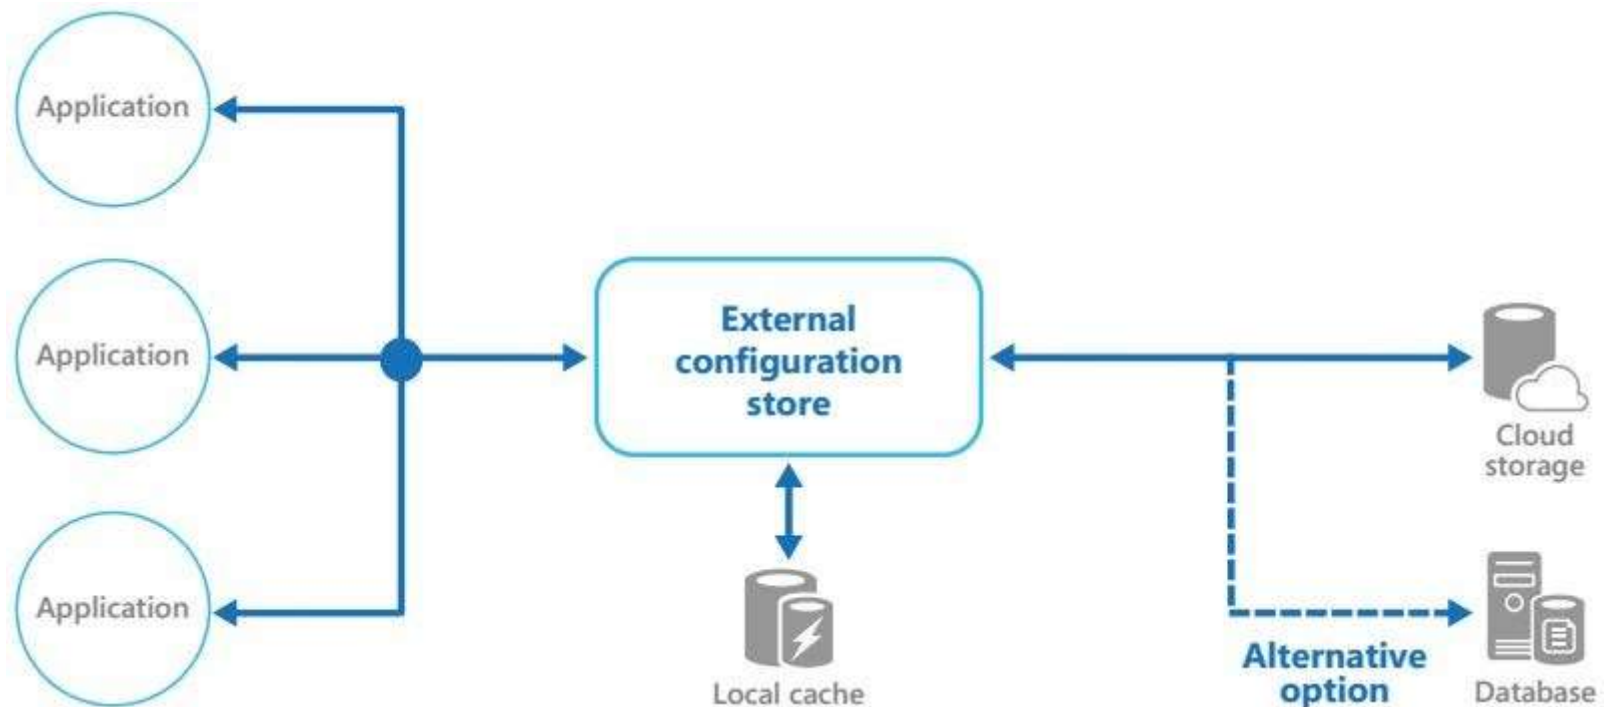 Application
Application
Application
External
configuration
store
Local cache
Cloud
storage
Alternative
option
Database